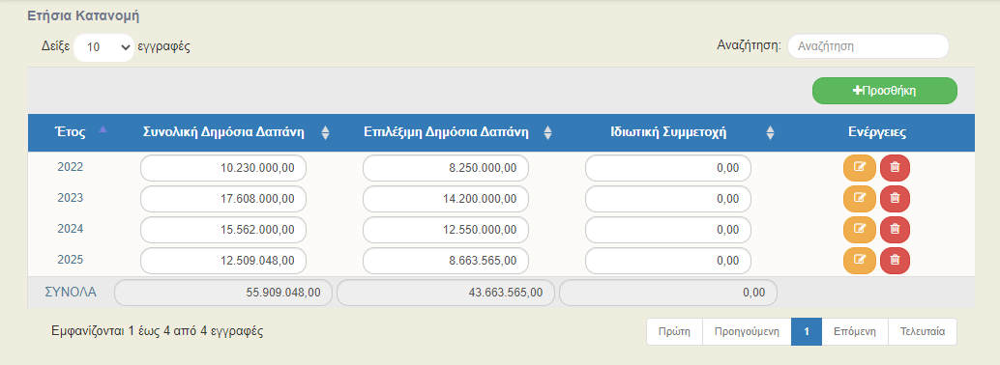 Ετήσια Κατανομή
Δείξε 10 εγγραφές Αναζήτηση: Αναζήτηση
+Προσθήκη
Έτος Συνολική Δημόσια Δαπάνη Επιλέξιμη Δημόσια Δαπάνη Ιδιωτική Συμμετοχή Ενέργειες
2022 10.230.000,00 8.250.000,00 0,00
2023 17.608.000,00 14.200.000,00 0,00
2024 15.562.000,00 12.550.000,00 0,00
2025 12.509.048,00 8.663.565,00 0,00
ΣΥΝΟΛΑ 55.909.048,00 43.663.565,00 0,00
Εμφανίζονται 1 έως 4 από 4 εγγραφές Πρώτη Προηγούμενη 1 Επόμενη Τελευταία